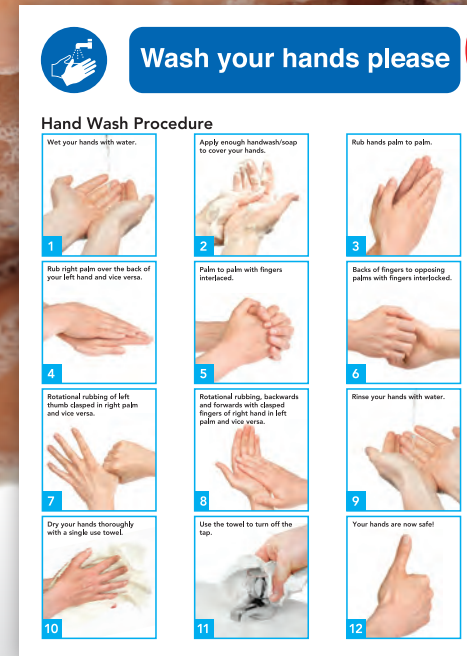 Wash your hands please
Hand Wash Procedure
Wet your hands with water.
1
Apply enough handwash/soap
to cover your hands.
2
Rub hands palm to palm.
3
Rub right palm over the back of
your left hand and vice versa.
4
Palm to palm with fingers
interlaced.
5
Backs of fingers to opposing
palms with fingers interlocked.
6
Rotational rubbing of left
thumb clasped in right palm
and vice versa.
7
Rotational rubbing, backwards
and forwards with clasped
fingers of right hand in left
palm and vice versa.
8
Rinse your hands with water.
9
Dry your hands thoroughly
with a single use towel.
10
Use the towel to turn off the
tap.
11
Your hands are now safe!
12